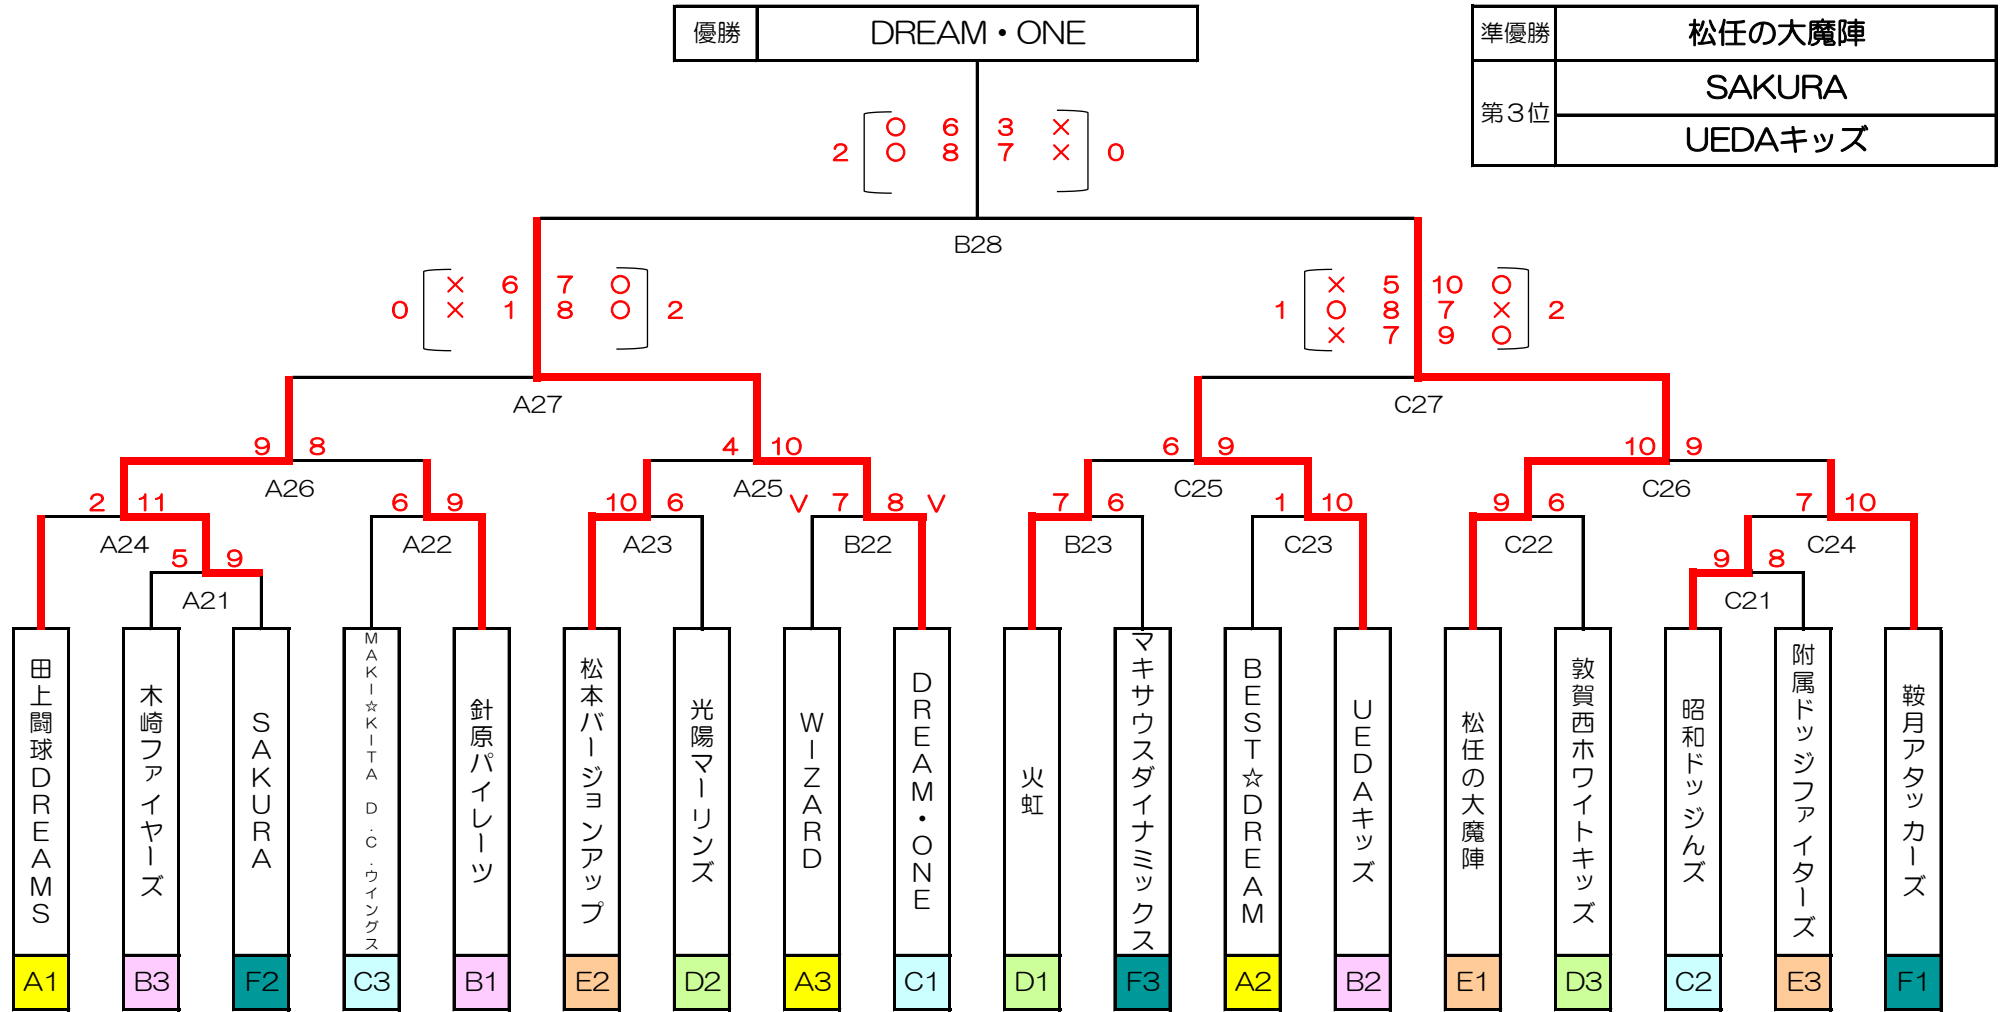 優勝 DREAM・ONE
準優勝 松任の大魔陣
第3位 SAKURA
UEDAキッズ
○ 6 3 ×
2 ○ 8 7 × 0
B28
× 6 7 ○
0 × 1 8 ○ 2
× 5 10 ○
1 ○ 8 7 × 2
× 7 9 ○
A27 C27
9 8 4 10 6 9 10 9
A26 A25 C25 C26
2 11 6 9 10 6 V 7 8 V 7 6 1 10 9 6 7 10
A24 A22 A23 B22 B23 C23 C22 C24
5 9 9 8
A21 C21
田上闘球DREAMS
木崎ファイヤーズ
SAKURA
MAKI☆KITA D.C.ウイングス
針原パイレーツ
松本バージョンアップ
光陽マーリンズ
WIZARD
DREAM・ONE
火虹
マキサウスダイナミックス
BEST☆DREAM
UEDAキッズ
松任の大魔陣
敦賀西ホワイトキッズ
昭和ドッジんズ
附属ドッジファイターズ
鞍月アタッカーズ
A1 B3 F2 C3 B1 E2 D2 A3 C1 D1 F3 A2 B2 E1 D3 C2 E3 F1